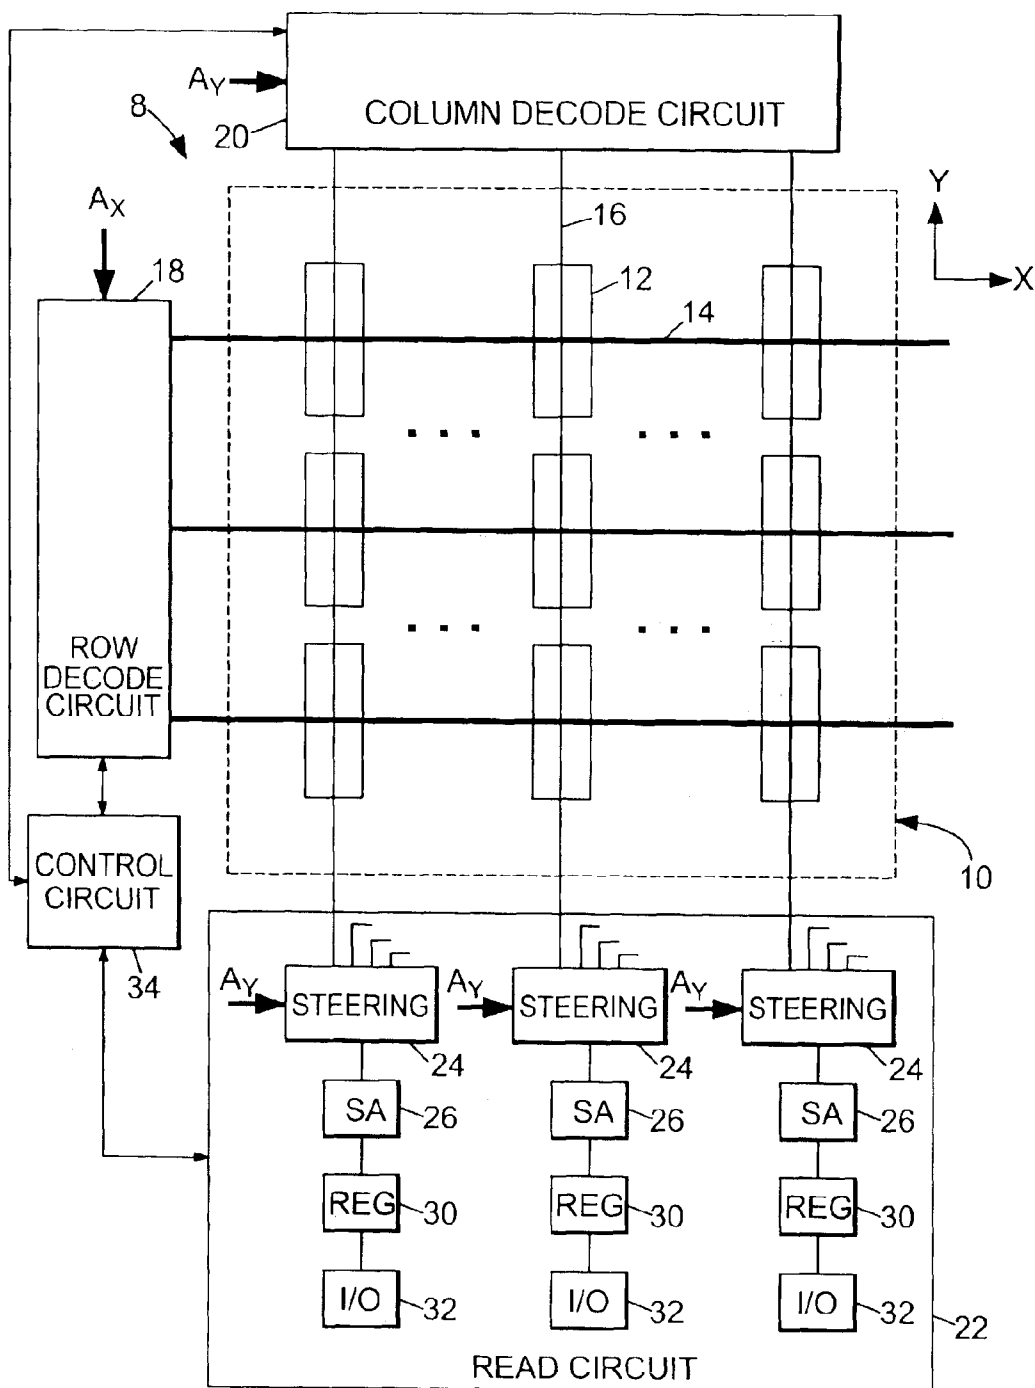 AY
COLUMN DECODE CIRCUIT
8
20
Y
AX
16
X
18
12
14
ROW
DECODE
CIRCUIT
CONTROL
CIRCUIT
10
34
AY
STEERING
AY
STEERING
AY
STEERING
24
24
24
SA
26
SA
26
SA
26
REG
30
REG
30
REG
30
I/O
32
I/O
32
I/O
32
22
READ CIRCUIT